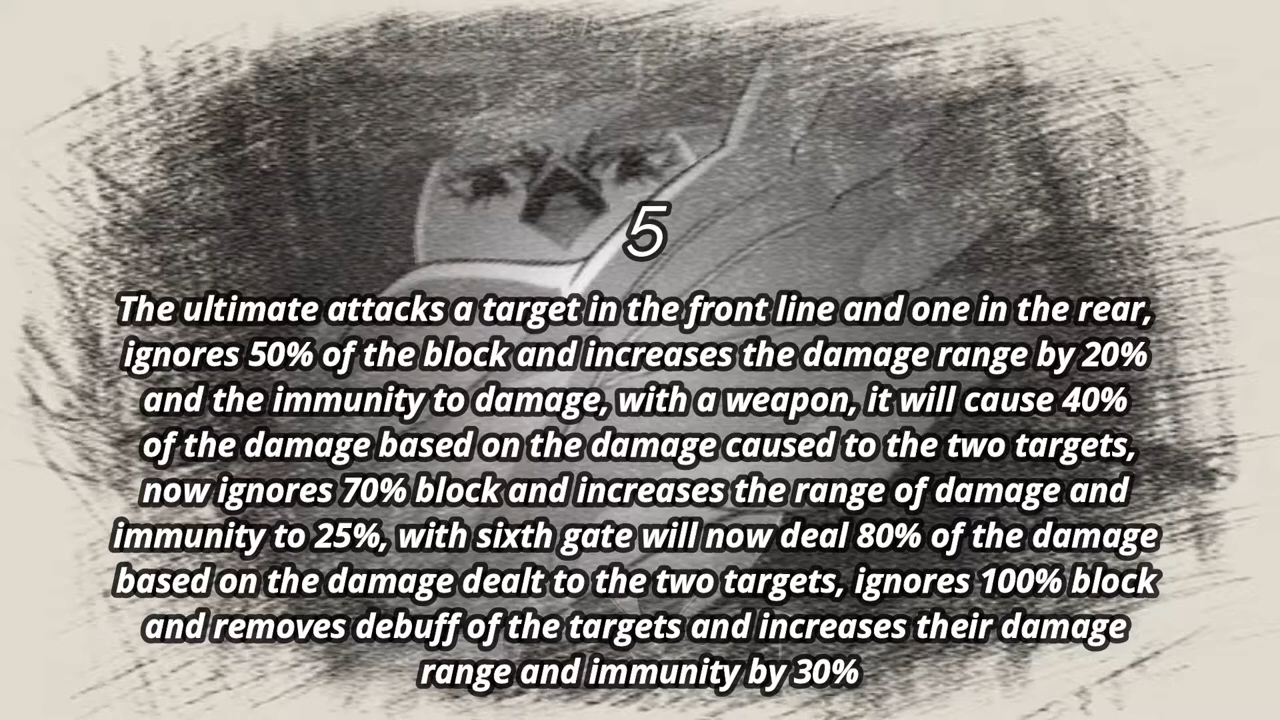 5
The ultimate attacks a target in the front line and one in the rear,
ignores 50% of the block and increases the damage range by 20%
and the immunity to damage, with a weapon, it will cause 40%
of the damage based on the damage caused to the two targets,
now ignores 70% block and increases the range of damage and
immunity to 25%, with sixth gate will now deal 80% of the damage
based on the damage dealt to the two targets, ignores 100% block
and removes debuff of the targets and increases their damage
range and immunity by 30%